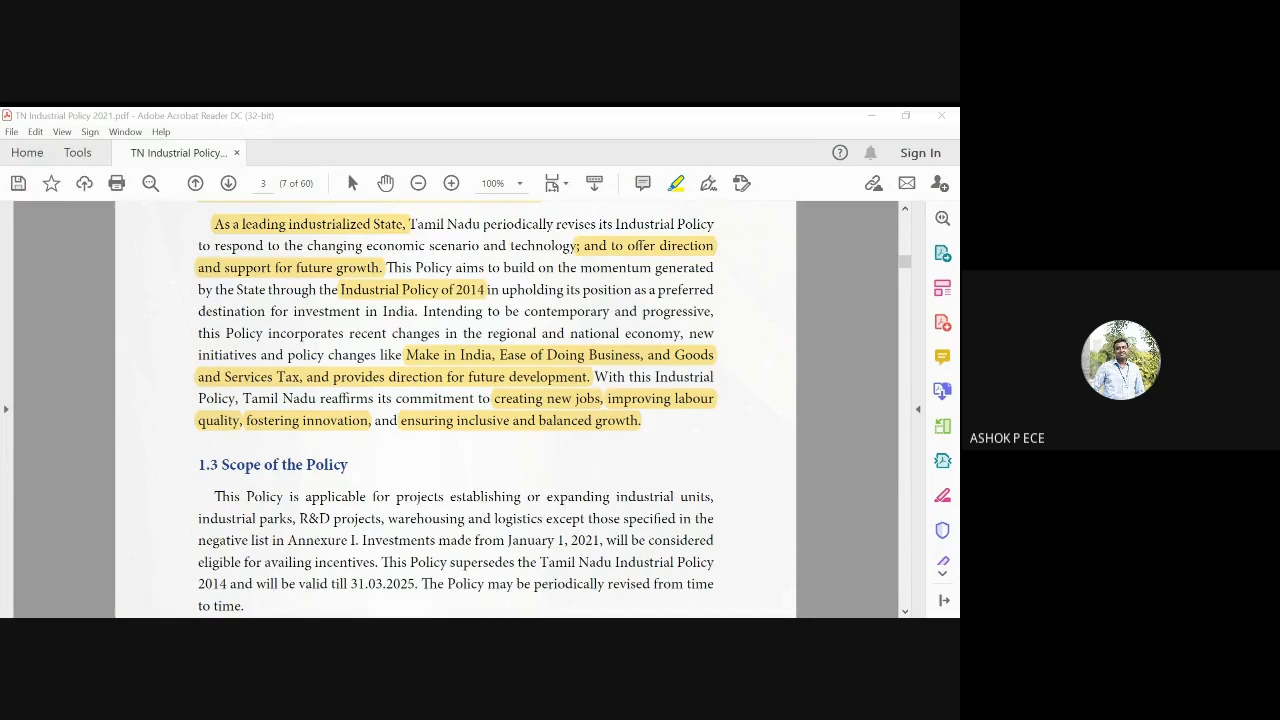 TN Industrial Policy 2021.pdf - Adobe Acrobat Reader DC (32-bit)
File Edit View Sign Window Help
Home Tools TN Industrial Policy... × Sign In
3 (7 of 60) 100%
As a leading industrialized State, Tamil Nadu periodically revises its Industrial Policy
to respond to the changing economic scenario and technology; and to offer direction
and support for future growth. This Policy aims to build on the momentum generated
by the State through the Industrial Policy of 2014 in upholding its position as a preferred
destination for investment in India. Intending to be contemporary and progressive,
this Policy incorporates recent changes in the regional and national economy, new
initiatives and policy changes like Make in India, Ease of Doing Business, and Goods
and Services Tax, and provides direction for future development. With this Industrial
Policy, Tamil Nadu reaffirms its commitment to creating new jobs, improving labour
quality, fostering innovation, and ensuring inclusive and balanced growth.
1.3 Scope of the Policy
This Policy is applicable for projects establishing or expanding industrial units,
industrial parks, R&D projects, warehousing and logistics except those specified in the
negative list in Annexure I. Investments made from January 1, 2021, will be considered
eligible for availing incentives. This Policy supersedes the Tamil Nadu Industrial Policy
2014 and will be valid till 31.03.2025. The Policy may be periodically revised from time
to time.
ASHOK P ECE